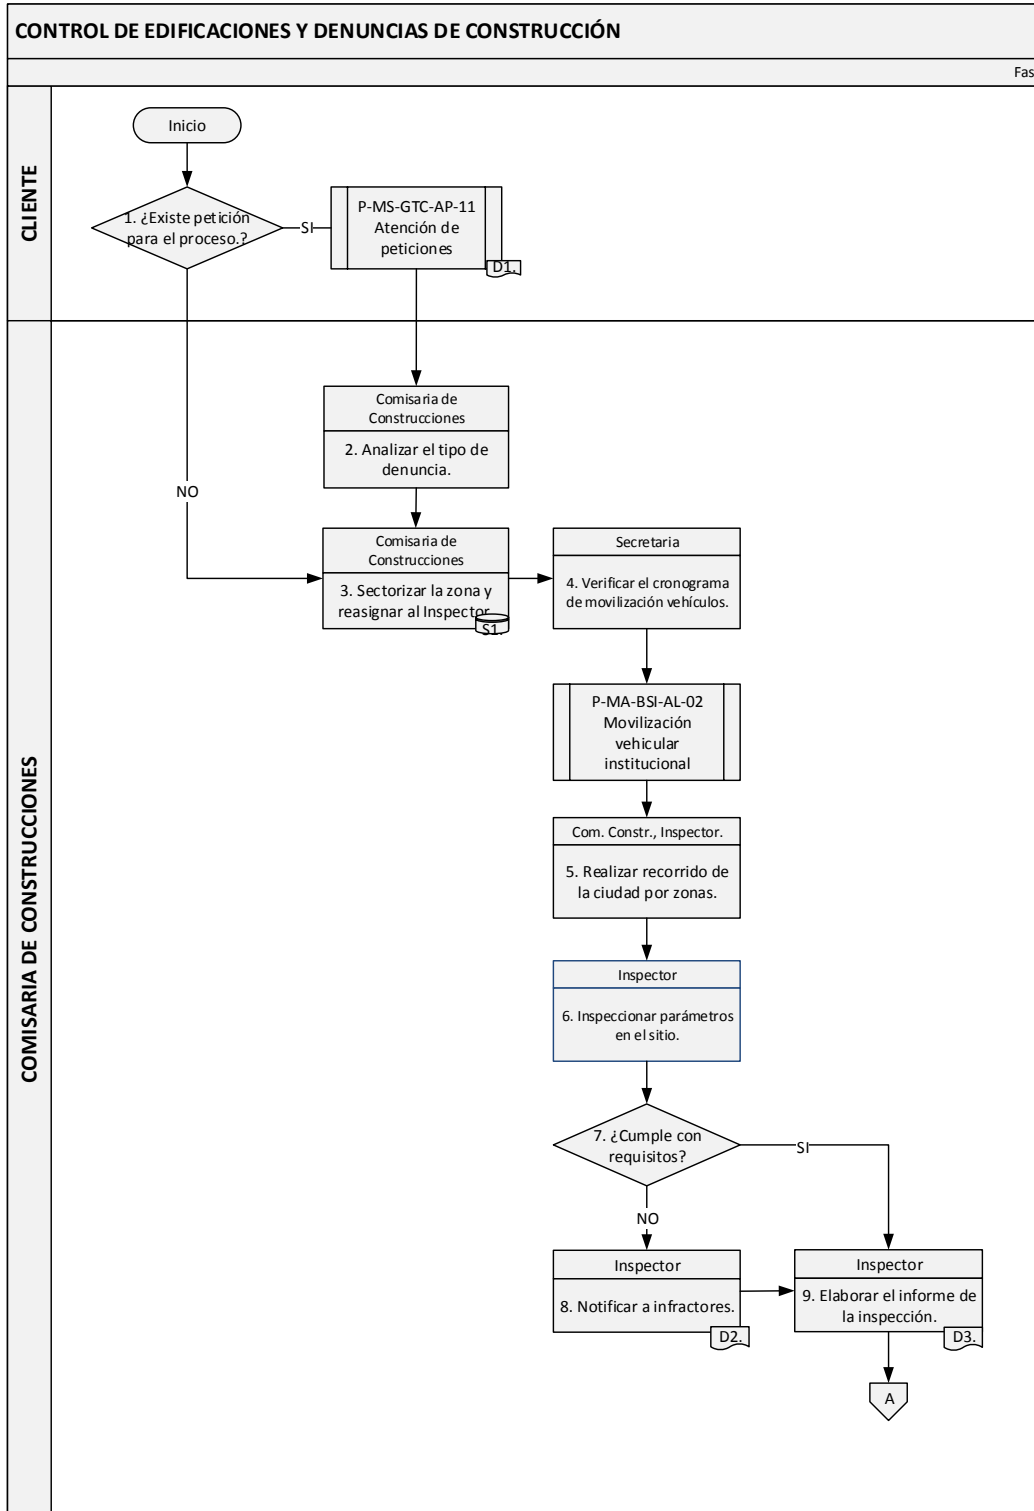 CONTROL DE EDIFICACIONES Y DENUNCIAS DE CONSTRUCCIÓN
Fas
CLIENTE
Inicio
1. ¿Existe petición
para el proceso.?
SI
P-MS-GTC-AP-11
Atención de
peticiones
D1.
COMISARIA DE CONSTRUCCIONES
Comisaria de
Construcciones
2. Analizar el tipo de
denuncia.
NO
Comisaria de
Construcciones
3. Sectorizar la zona y
reasignar al Inspector.
S1.
Secretaria
4. Verificar el cronograma
de movilización vehículos.
P-MA-BSI-AL-02
Movilización
vehicular
institucional
Com. Constr., Inspector.
5. Realizar recorrido de
la ciudad por zonas.
Inspector
6. Inspeccionar parámetros
en el sitio.
7. ¿Cumple con
requisitos?
SI
NO
Inspector
8. Notificar a infractores.
D2.
Inspector
9. Elaborar el informe de
la inspección.
D3.
A